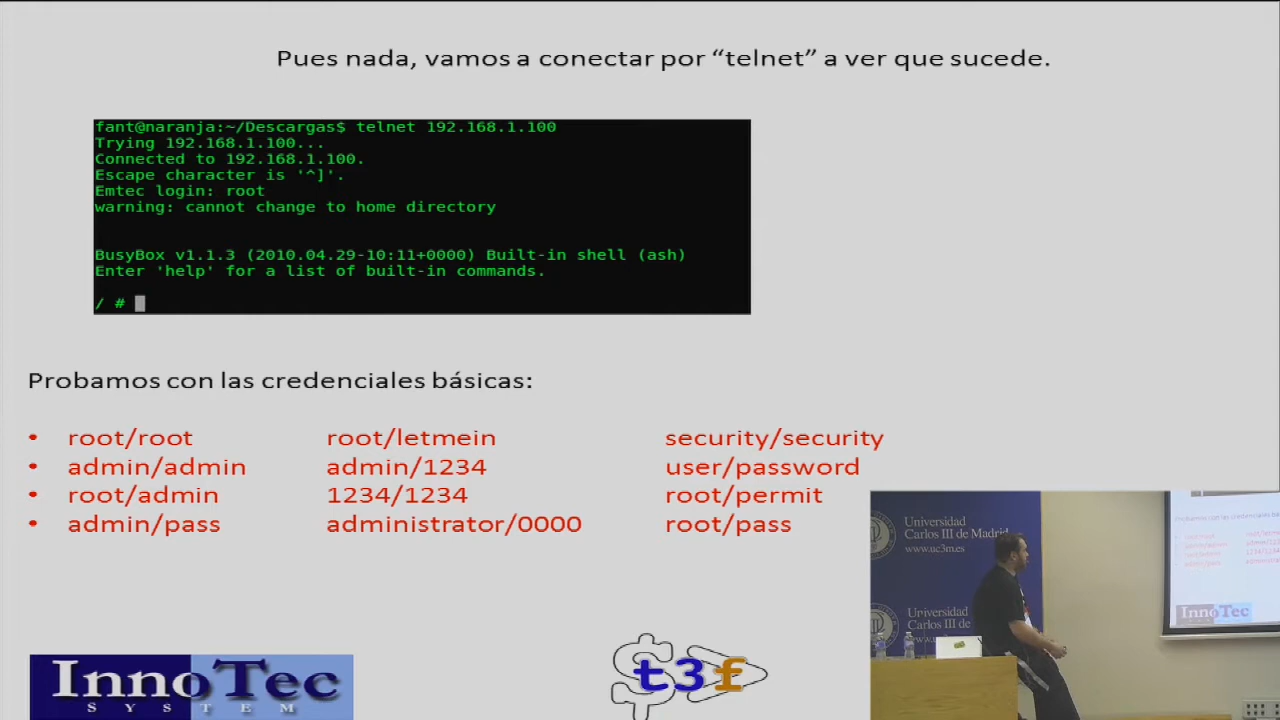 Pues nada, vamos a conectar por “telnet” a ver que sucede.
fant@naranja:~/Descargas$ telnet 192.168.1.100
Trying 192.168.1.100...
Connected to 192.168.1.100.
Escape character is '^]'.
Emtec login: root
warning: cannot change to home directory
BusyBox v1.1.3 (2010.04.29-10:11+0000) Built-in shell (ash)
Enter 'help' for a list of built-in commands.
/ #
Probamos con las credenciales básicas:
• root/root root/letmein security/security
• admin/admin admin/1234 user/password
• root/admin 1234/1234 root/permit
• admin/pass administrator/0000 root/pass
Universidad
Carlos III de Madrid
www.uc3m.es
Universidad
Carlos III de
InnoTec
SYSTEM
t3f
InnoTec